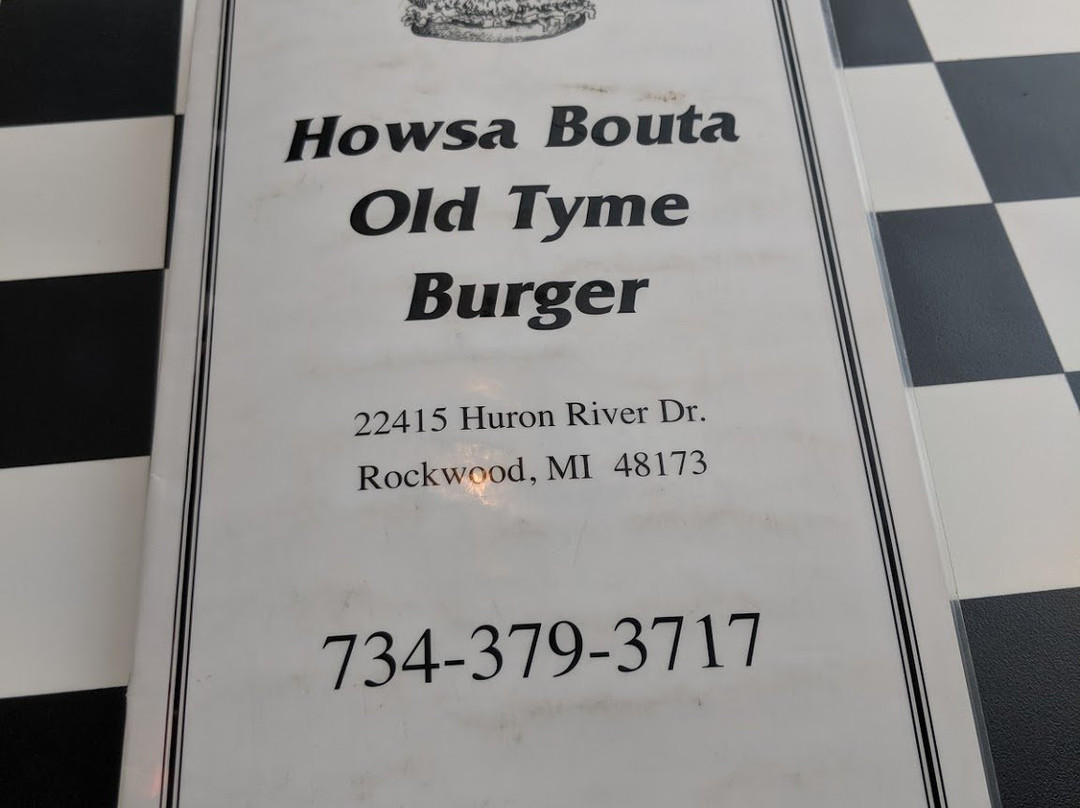 Howsa Bouta
Old Tyme
Burger
22415 Huron River Dr.
Rockwood, MI 48173
734-379-3717